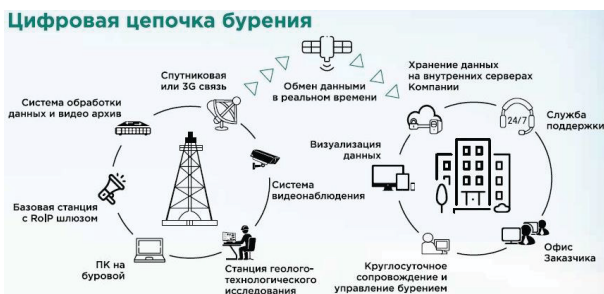 Цифровая цепочка бурения
Спутниковая
или 3G связь
Обмен данными
в реальном времени
Хранение данных
на внутренних серверах
Компании
Система обработки
данных и видео архив
24/7
Служба
поддержки
Визуализация
данных
Система
видеонаблюдения
Базовая станция
с RoIP шлюзом
ПК на
буровой
Станция геолого-
технологического
исследования
Круглосуточное
сопровождение и
управление бурением
Офис
Заказчика